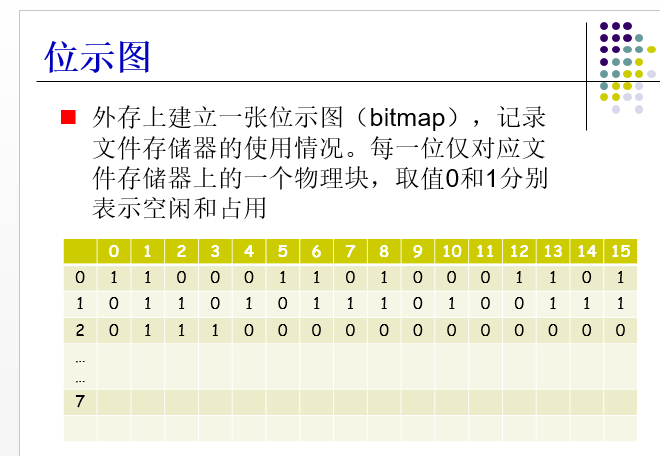 位示图
外存上建立一张位示图（bitmap），记录
文件存储器的使用情况。每一位仅对应文
件存储器上的一个物理块，取值0和1分别
表示空闲和占用
0 1 2 3 4 5 6 7 8 9 10 11 12 13 14 15
0 1 1 0 0 0 1 1 0 1 0 0 0 1 1 0 1
1 0 1 1 0 1 0 1 1 1 0 1 0 0 1 1 1
2 0 1 1 1 0 0 0 0 0 0 0 0 0 0 0 0
...
...
7